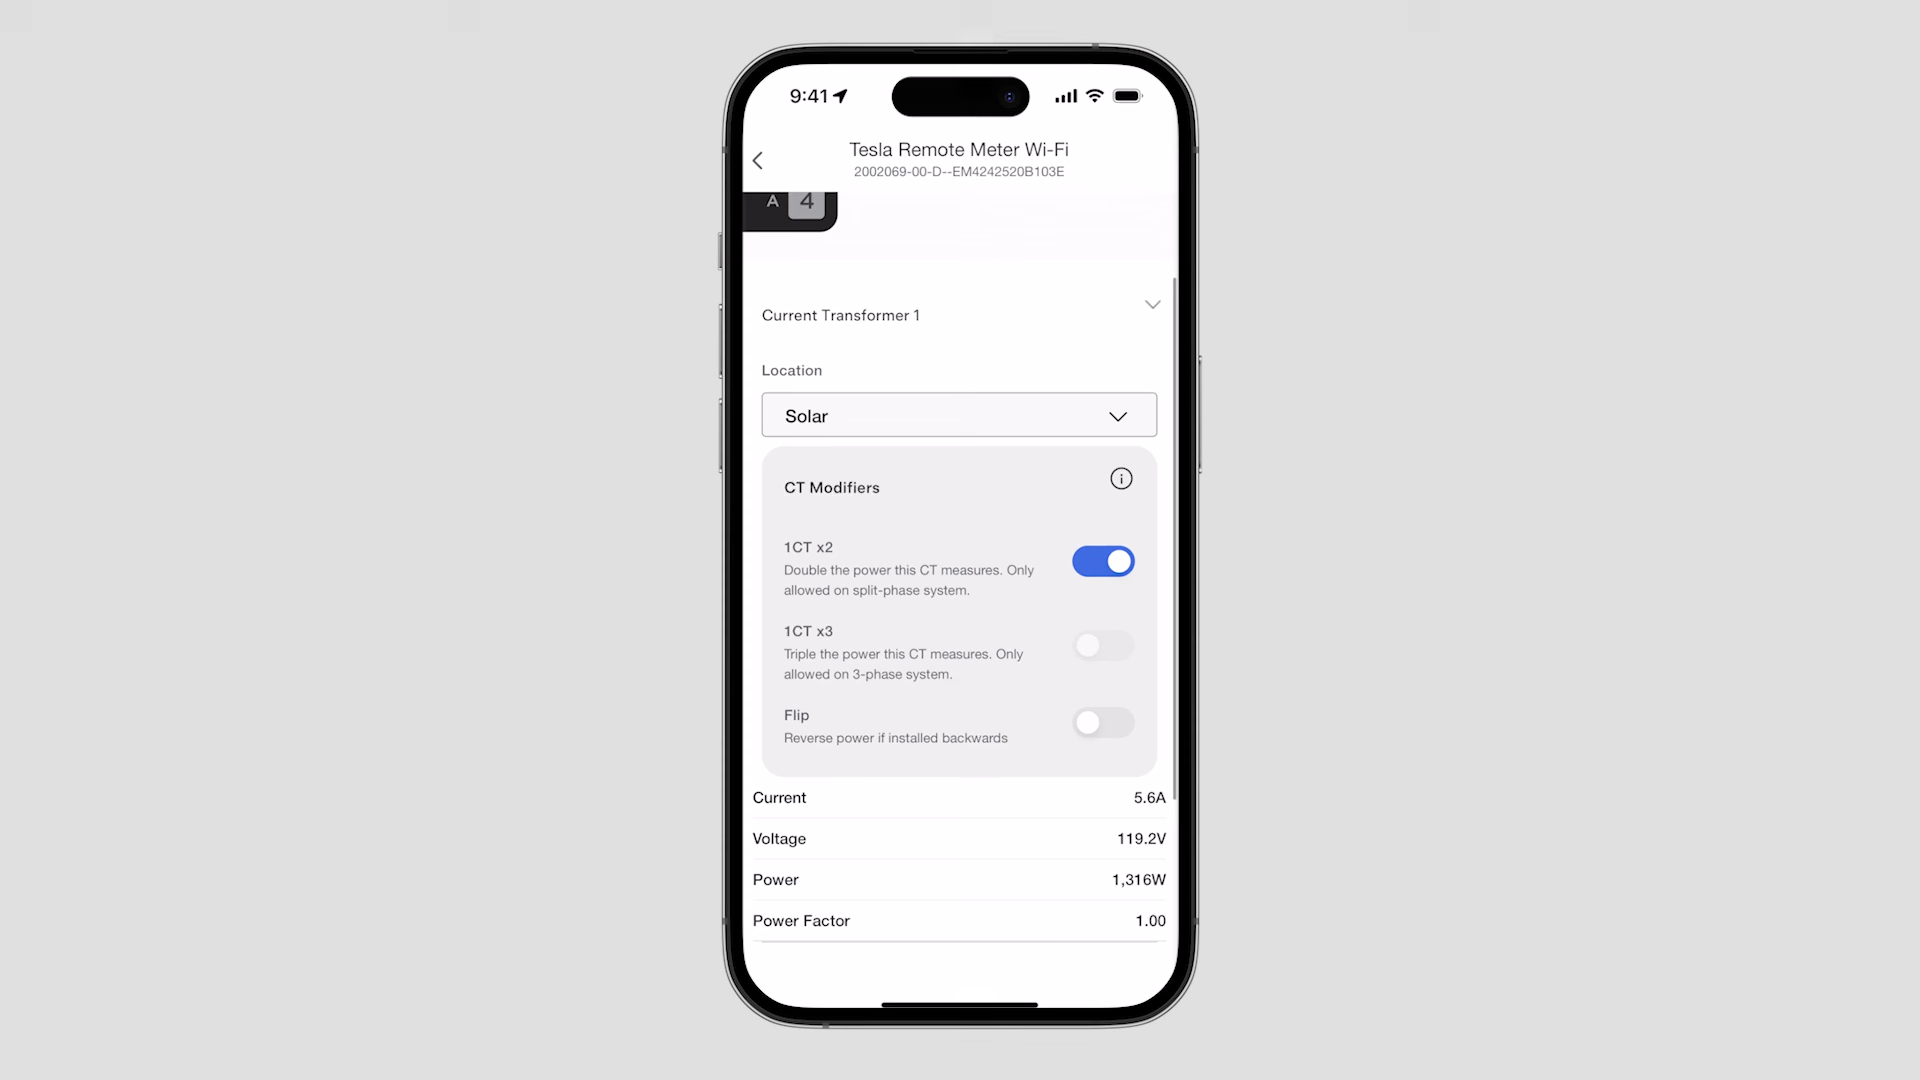 9:41
Tesla Remote Meter Wi-Fi
2002069-00-D--EM4242520B103E
A 4
Current Transformer 1
Location
Solar
CT Modifiers
1CT x2
Double the power this CT measures. Only
allowed on split-phase system.
1CT x3
Triple the power this CT measures. Only
allowed on 3-phase system.
Flip
Reverse power if installed backwards
Current 5.6A
Voltage 119.2V
Power 1,316W
Power Factor 1.00